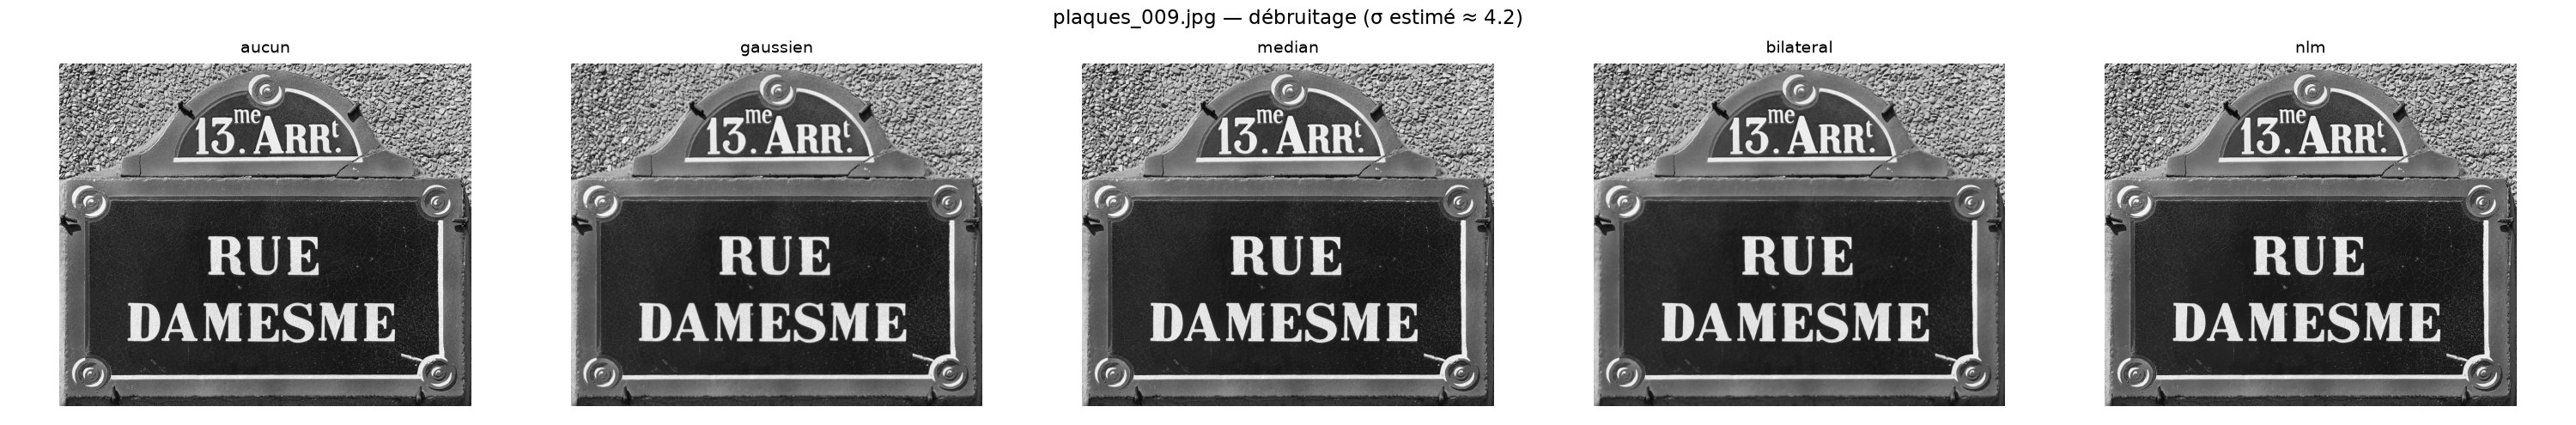 plaques_009.jpg — débruitage (σ estimé ≈ 4.2)
aucun
gaussien
median
bilateral
nlm
13.me ARRt.
RUE
DAMESME
13.me ARRt.
RUE
DAMESME
13.me ARRt.
RUE
DAMESME
13.me ARRt.
RUE
DAMESME
13.me ARRt.
RUE
DAMESME